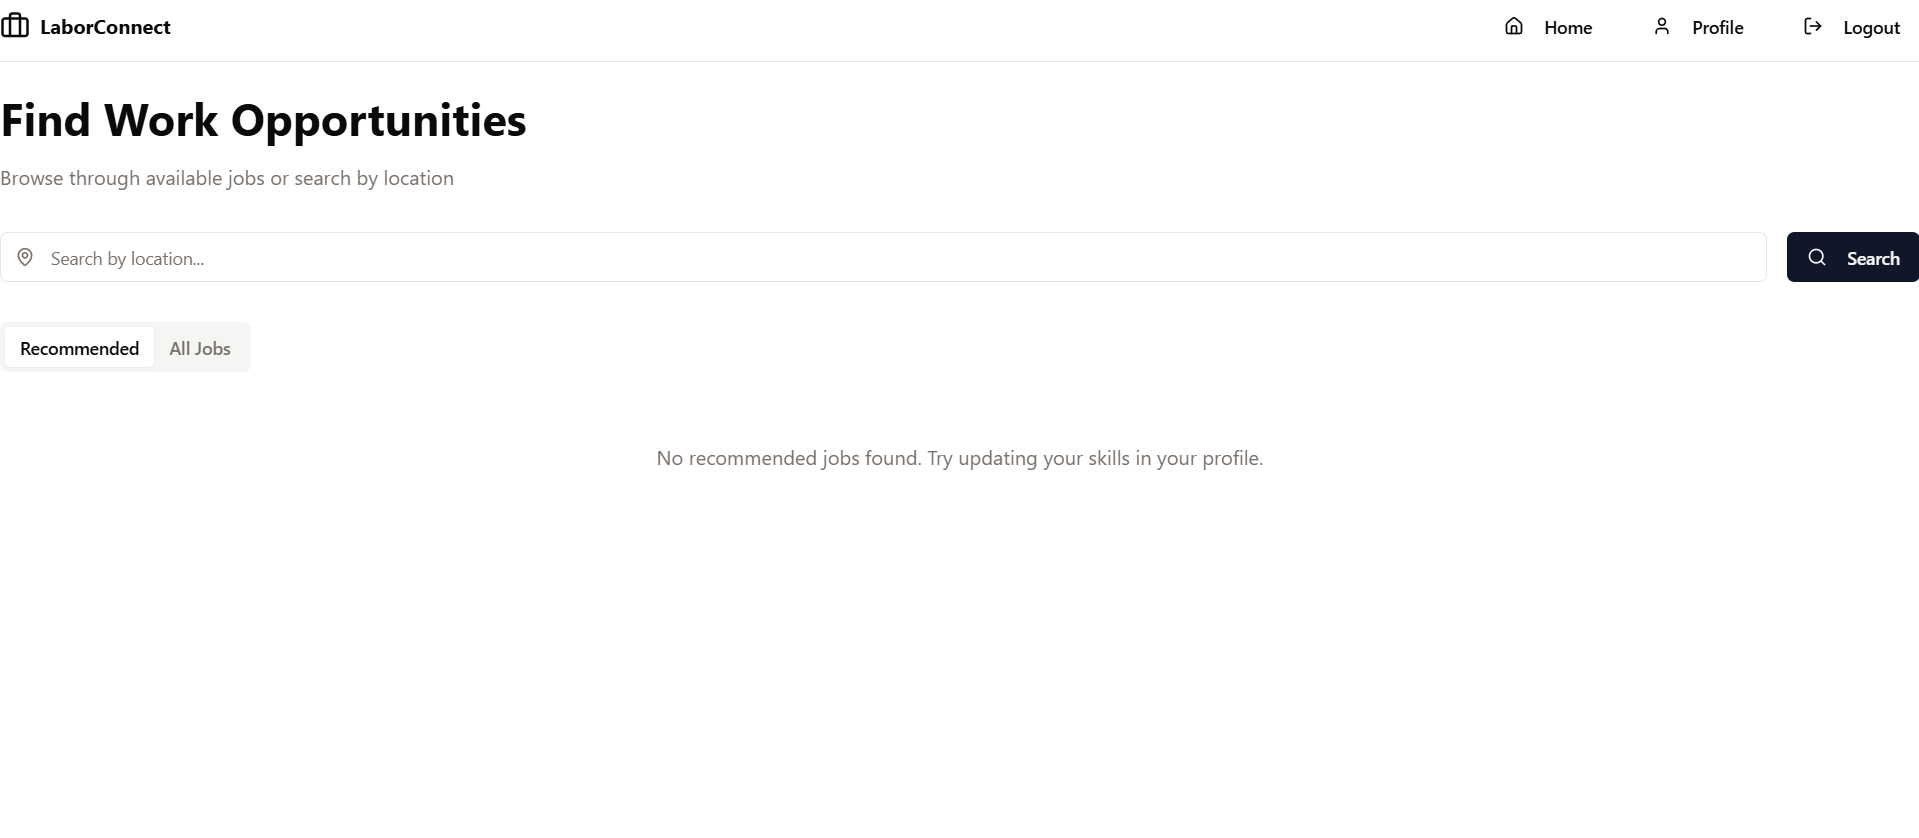 LaborConnect
Home Profile Logout
Find Work Opportunities
Browse through available jobs or search by location
Search by location...
Search
Recommended All Jobs
No recommended jobs found. Try updating your skills in your profile.